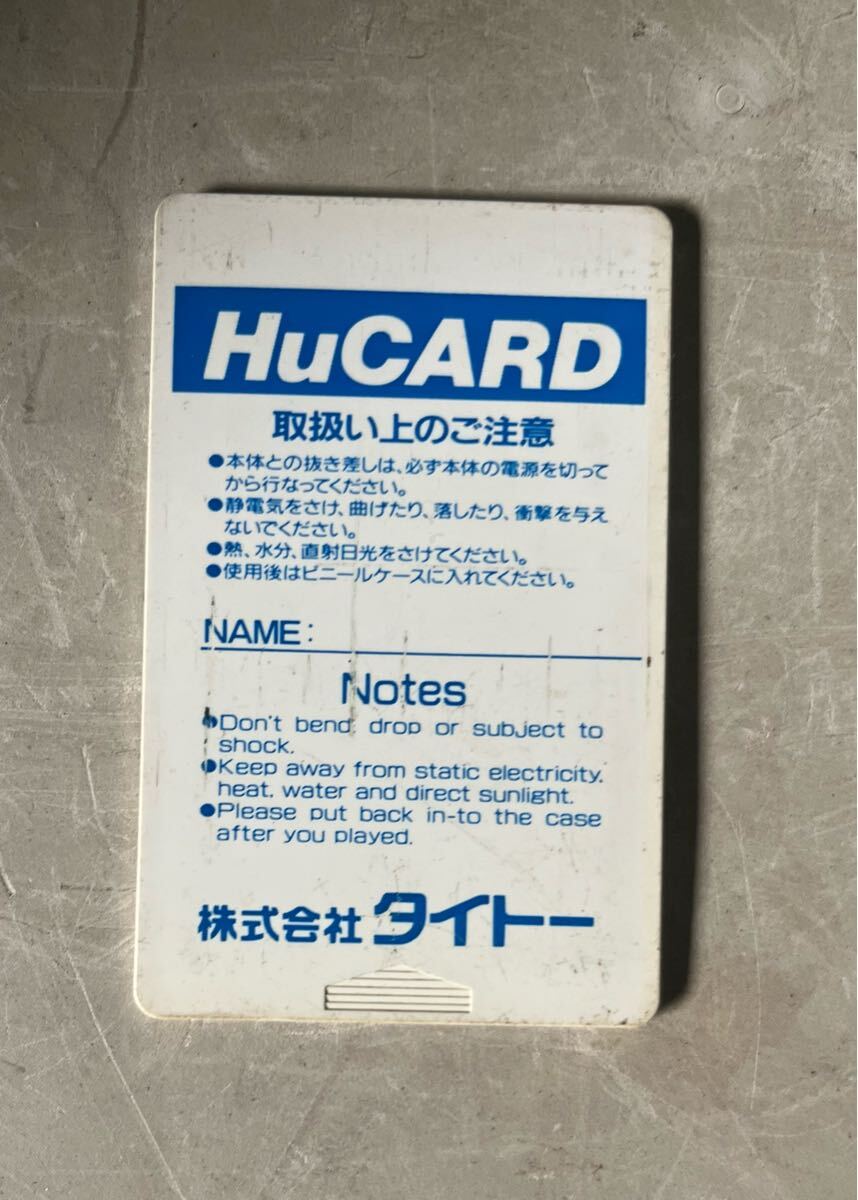 HuCARD
取扱い上のご注意
●本体との抜き差しは、必ず本体の電源を切って
から行なってください。
●静電気をさけ、曲げたり、落したり、衝撃を与え
ないでください。
●熱、水分、直射日光をさけてください。
●使用後はビニールケースに入れてください。
NAME:
Notes
●Don't bend, drop or subject to
shock.
●Keep away from static electricity,
heat, water and direct sunlight.
●Please put back in-to the case
after you played.
株式会社 タイトー